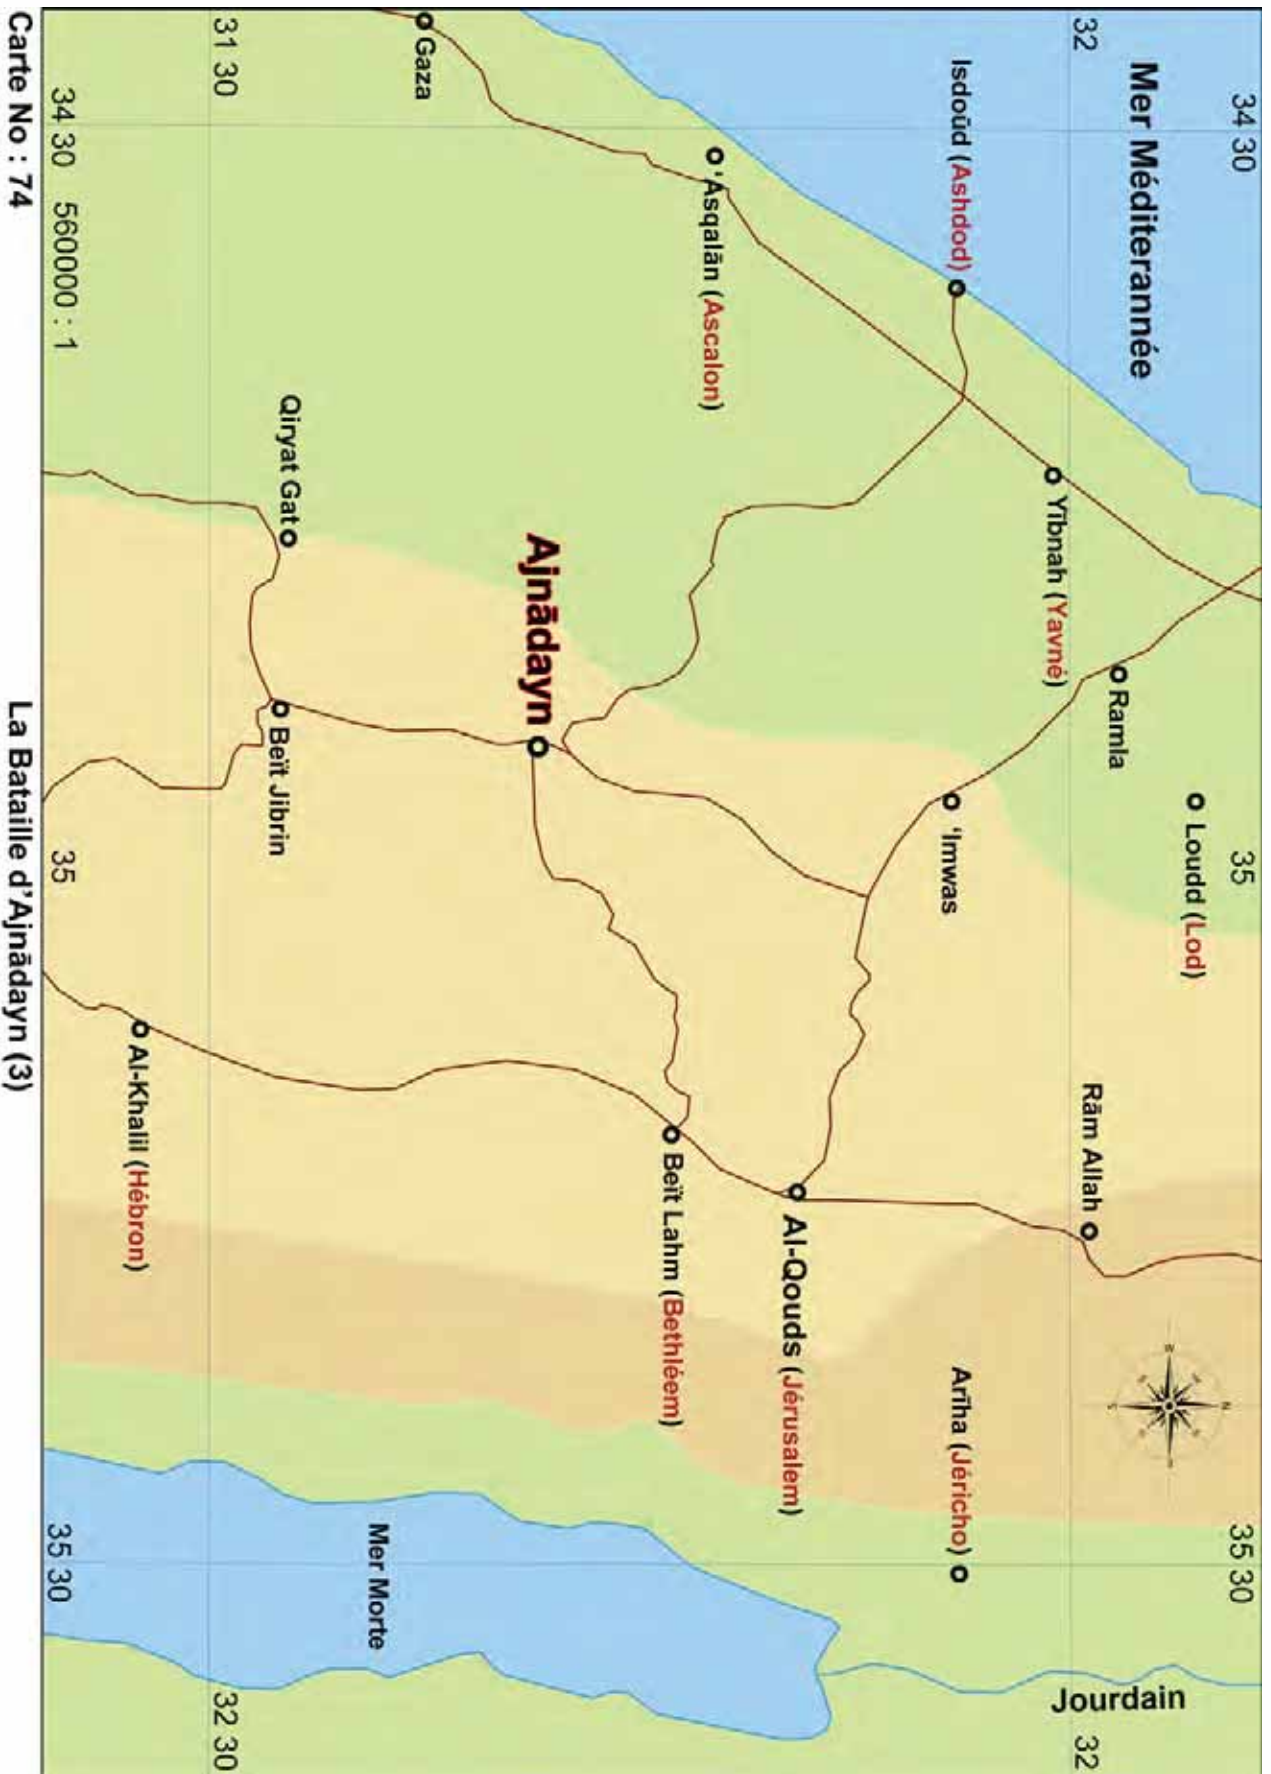 34 30
35
35 30
Mer Méditerannée
32
32
Loudd (Lod)
Ramla
Rām Allah
Jourdain
Yībnah (Yavné)
Isdoūd (Ashdod)
'Imwas
Arīha (Jéricho)
Al-Qouds (Jérusalem)
'Asqalān (Ascalon)
Beït Lahm (Bethléem)
Ajnādayn
Gaza
Mer Morte
Qiryat Gat
Beït Jibrin
31 30
32 30
Al-Khalil (Hébron)
34 30
560000 : 1
35
35 30
Carte No : 74
La Bataille d'Ajnādayn (3)
N
S
W